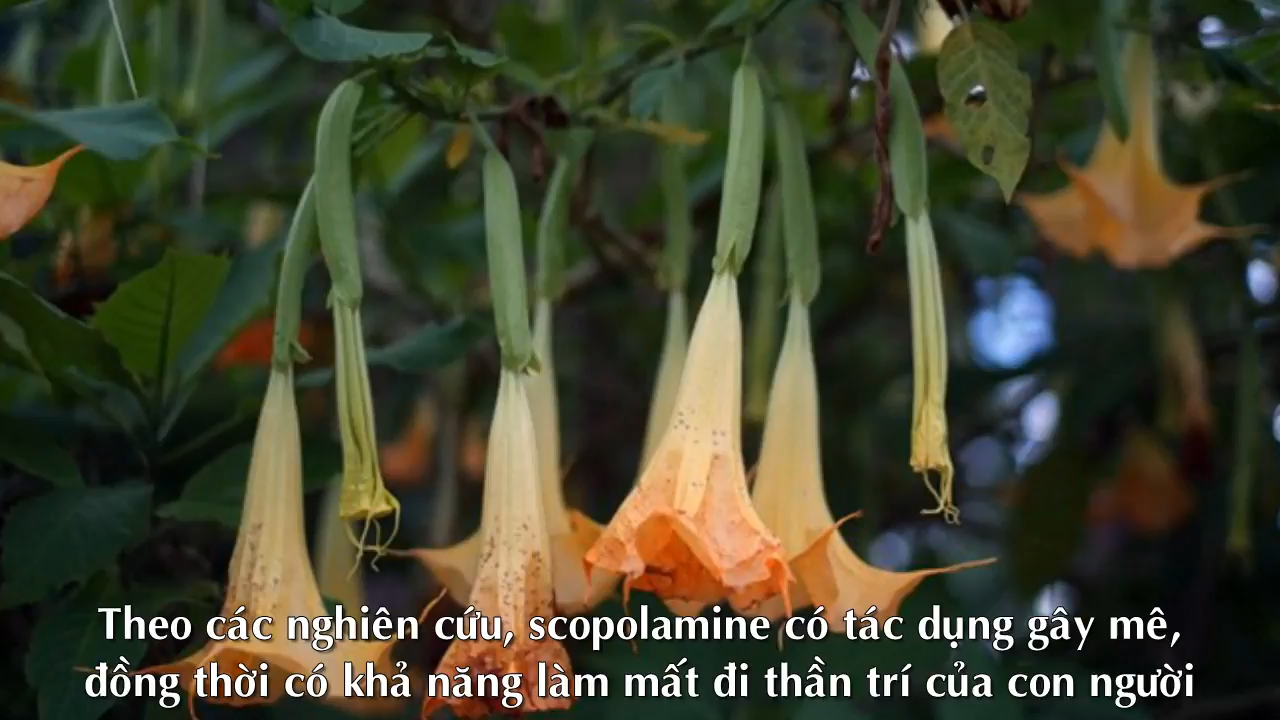 Theo các nghiên cứu, scopolamine có tác dụng gây mê,
đồng thời có khả năng làm mất đi thần trí của con người